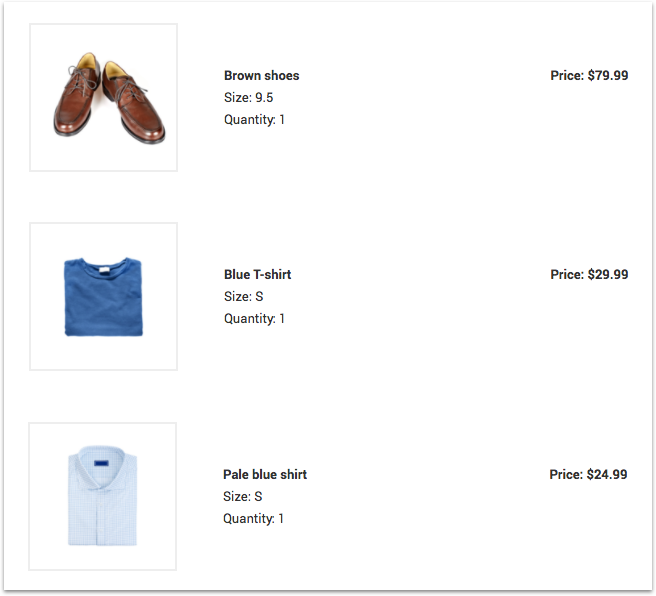 Brown shoes
Price: $79.99
Size: 9.5
Quantity: 1
Blue T-shirt
Price: $29.99
Size: S
Quantity: 1
Pale blue shirt
Price: $24.99
Size: S
Quantity: 1